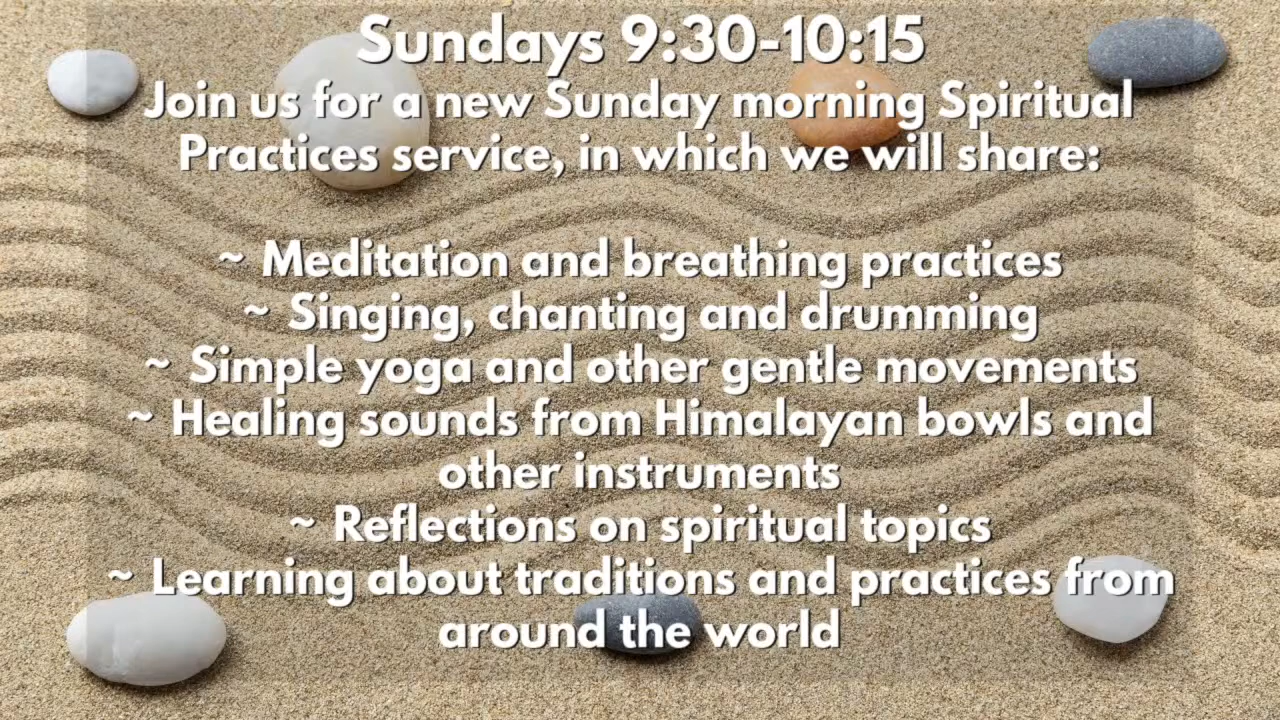 Sundays 9:30-10:15
Join us for a new Sunday morning Spiritual
Practices service, in which we will share:
~ Meditation and breathing practices
~ Singing, chanting and drumming
~ Simple yoga and other gentle movements
~ Healing sounds from Himalayan bowls and
other instruments
~ Reflections on spiritual topics
~ Learning about traditions and practices from
around the world